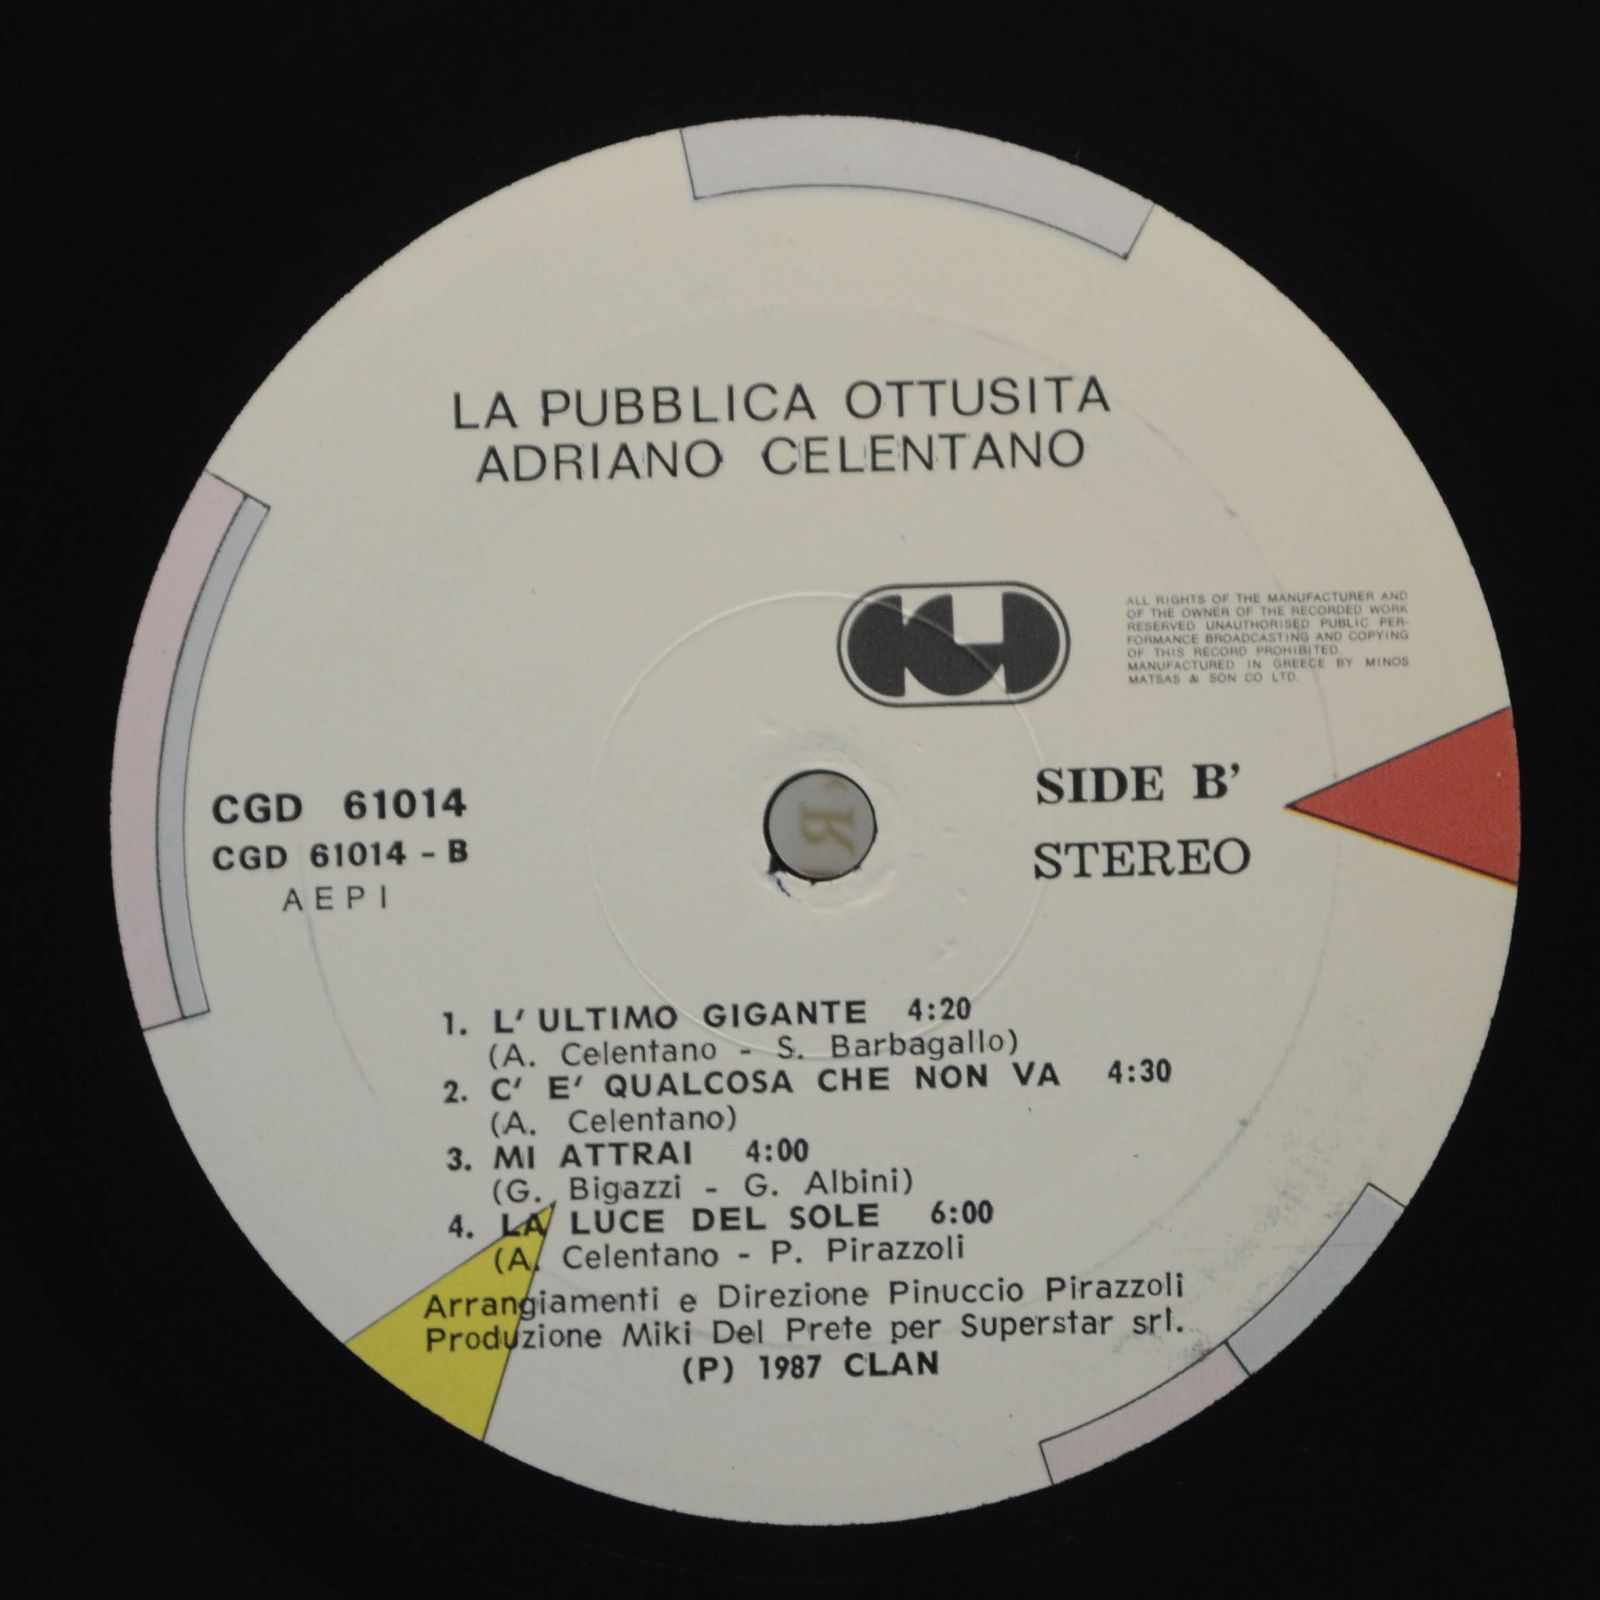 LA PUBBLICA OTTUSITA
ADRIANO CELENTANO
ALL RIGHTS OF THE MANUFACTURER AND
OF THE OWNER OF THE RECORDED WORK
RESERVED UNAUTHORISED PUBLIC PER-
FORMANCE BROADCASTING AND COPYING
OF THIS RECORD PROHIBITED.
MANUFACTURED IN GREECE BY MINOS
MATSAS & SON CO LTD.
CGD 61014
CGD 61014 - B
AEPI
R
SIDE B'
STEREO
1. L' ULTIMO GIGANTE 4:20
(A. Celentano - S. Barbagallo)
2. C' E' QUALCOSA CHE NON VA 4:30
(A. Celentano)
3. MI ATTRAI 4:00
(G. Bigazzi - G. Albini)
4. LA LUCE DEL SOLE 6:00
(A. Celentano - P. Pirazzoli
Arrangiamenti e Direzione Pinuccio Pirazzoli
Produzione Miki Del Prete per Superstar srl.
(P) 1987 CLAN